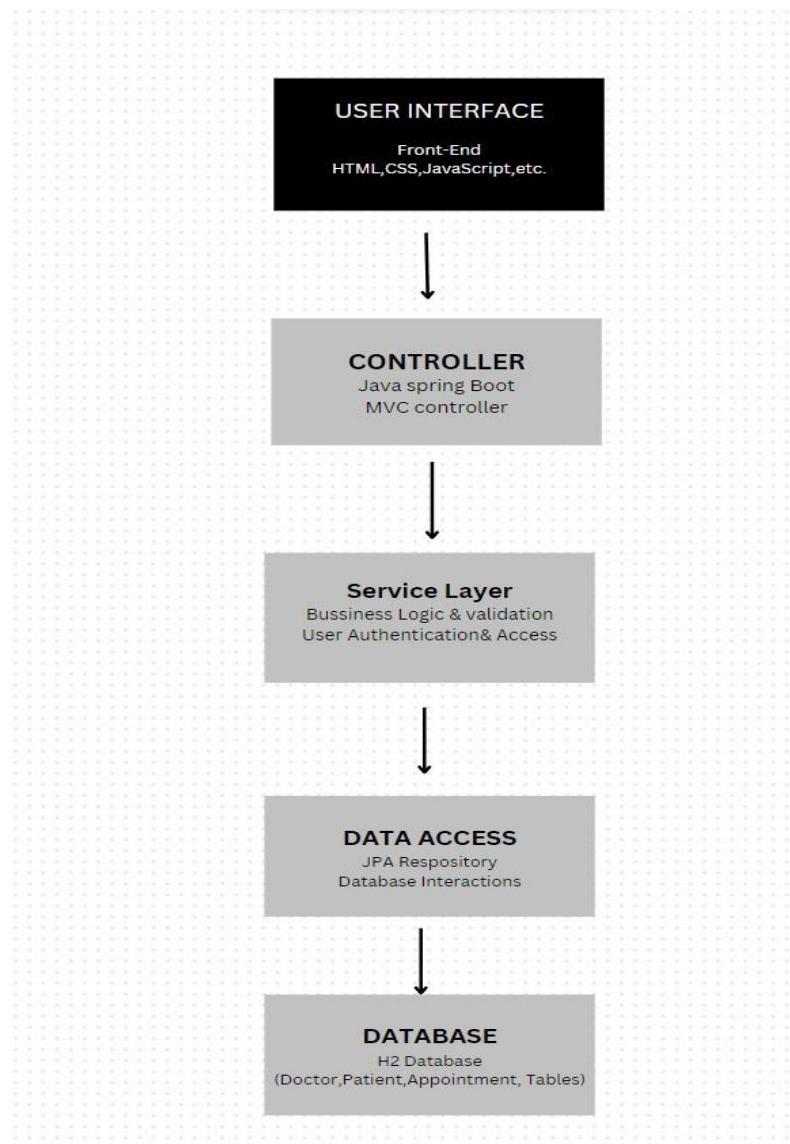 USER INTERFACE
Front-End
HTML,CSS,JavaScript,etc.
CONTROLLER
Java spring Boot
MVC controller
Service Layer
Bussiness Logic & validation
User Authentication& Access
DATA ACCESS
JPA Respository
Database Interactions
DATABASE
H2 Database
(Doctor,Patient,Appointment, Tables)